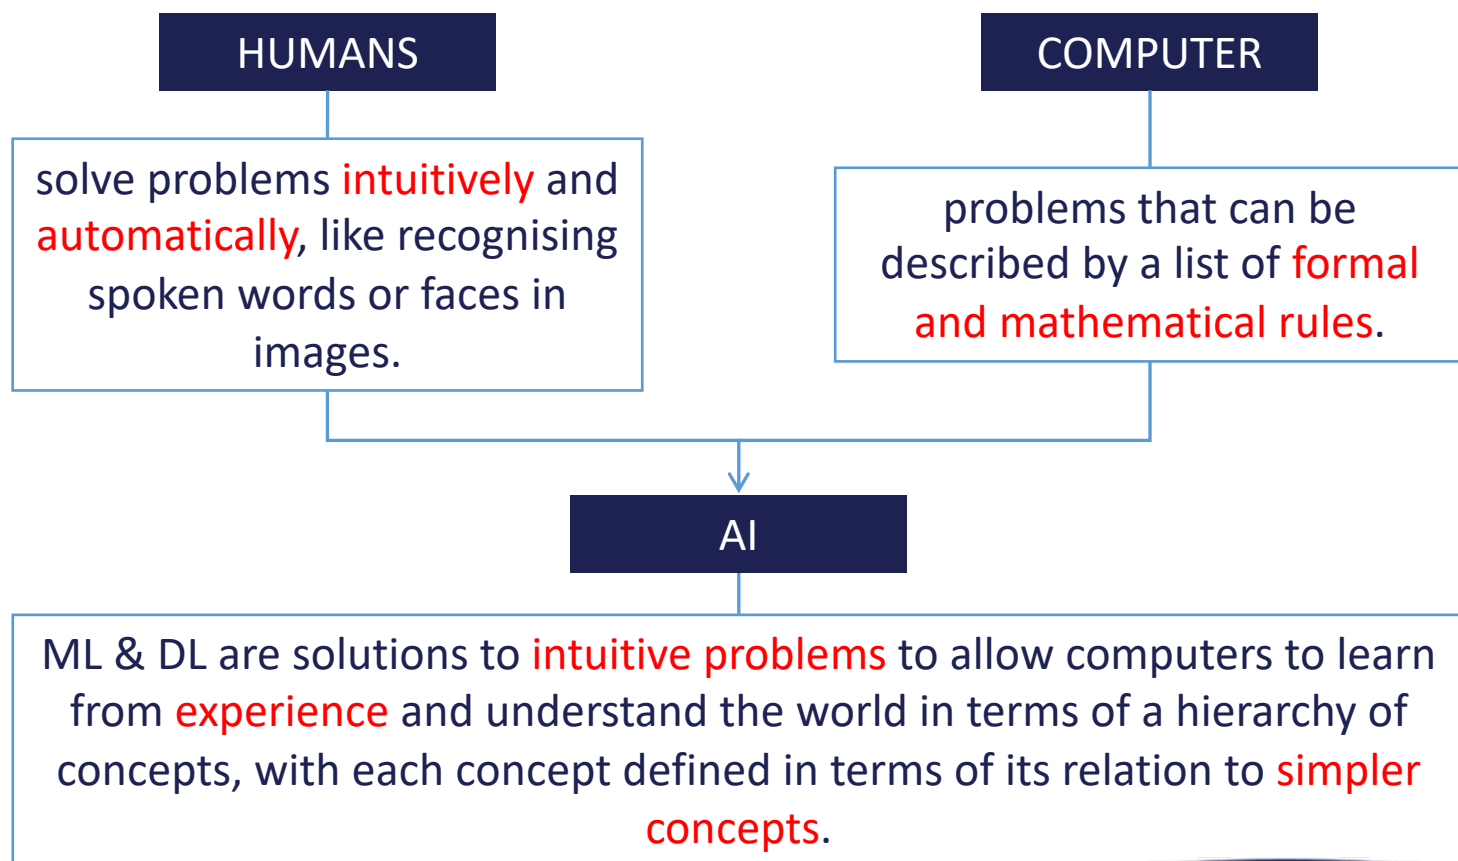 HUMANS
solve problems intuitively and
automatically, like recognising
spoken words or faces in
images.
COMPUTER
problems that can be
described by a list of formal
and mathematical rules.
AI
ML & DL are solutions to intuitive problems to allow computers to learn
from experience and understand the world in terms of a hierarchy of
concepts, with each concept defined in terms of its relation to simpler
concepts.